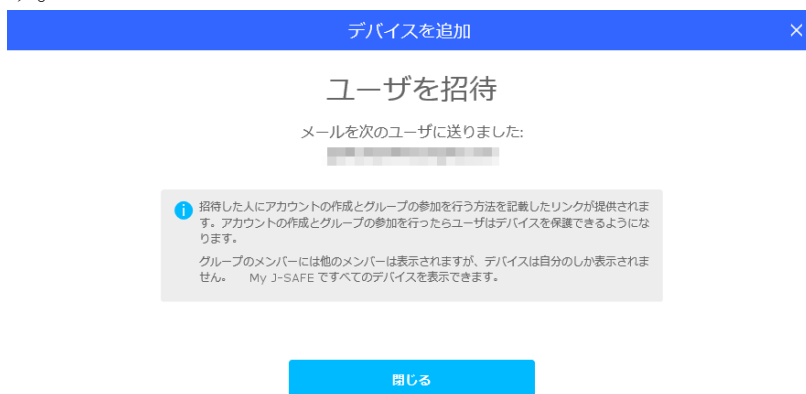 デバイスを追加
ユーザを招待
メールを次のユーザに送りました:
招待した人にアカウントの作成とグループの参加を行う方法を記載したリンクが提供されま
す。アカウントの作成とグループの参加を行ったらユーザはデバイスを保護できるようにな
ります。
グループのメンバーには他のメンバーは表示されますが、デバイスは自分のしか表示されま
せん。 My J-SAFE ですべてのデバイスを表示できます。
閉じる